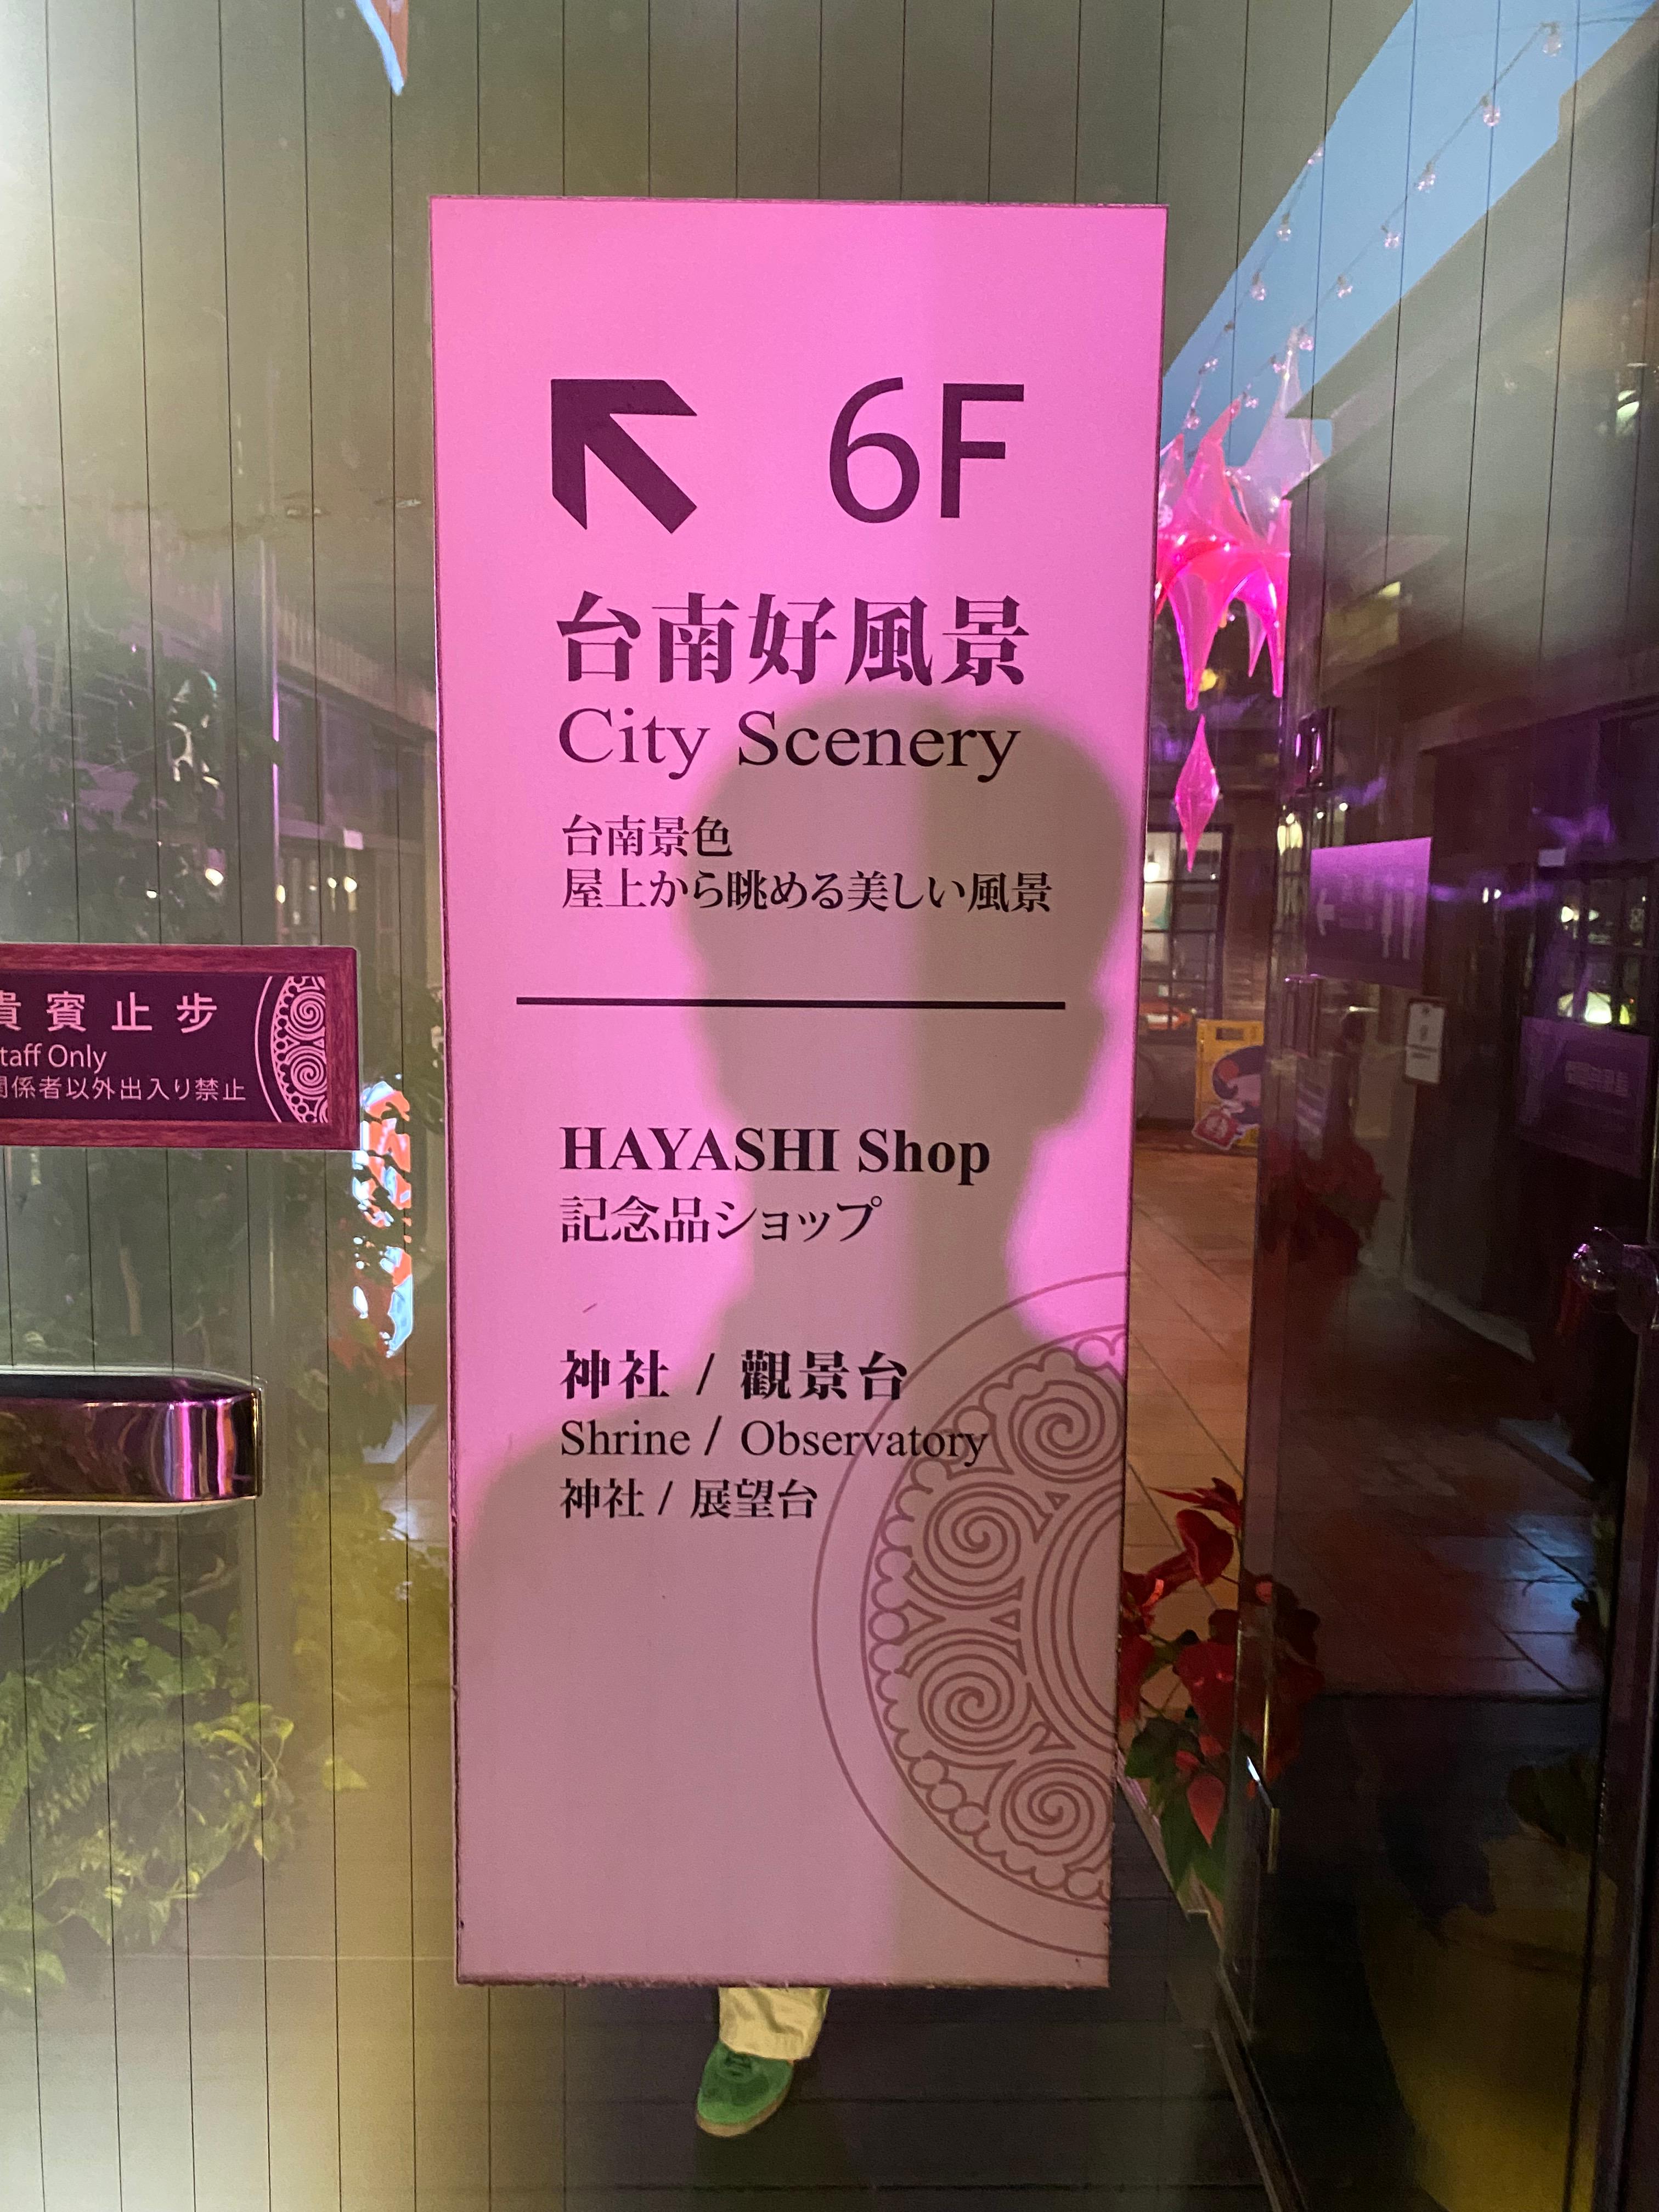 6F
台南好風景
City Scenery
台南景色
屋上から眺める美しい風景
HAYASHI Shop
記念品ショップ
神社 / 觀景台
Shrine / Observatory
神社 / 展望台
貴賓止步
taff Only
関係者以外出入り禁止